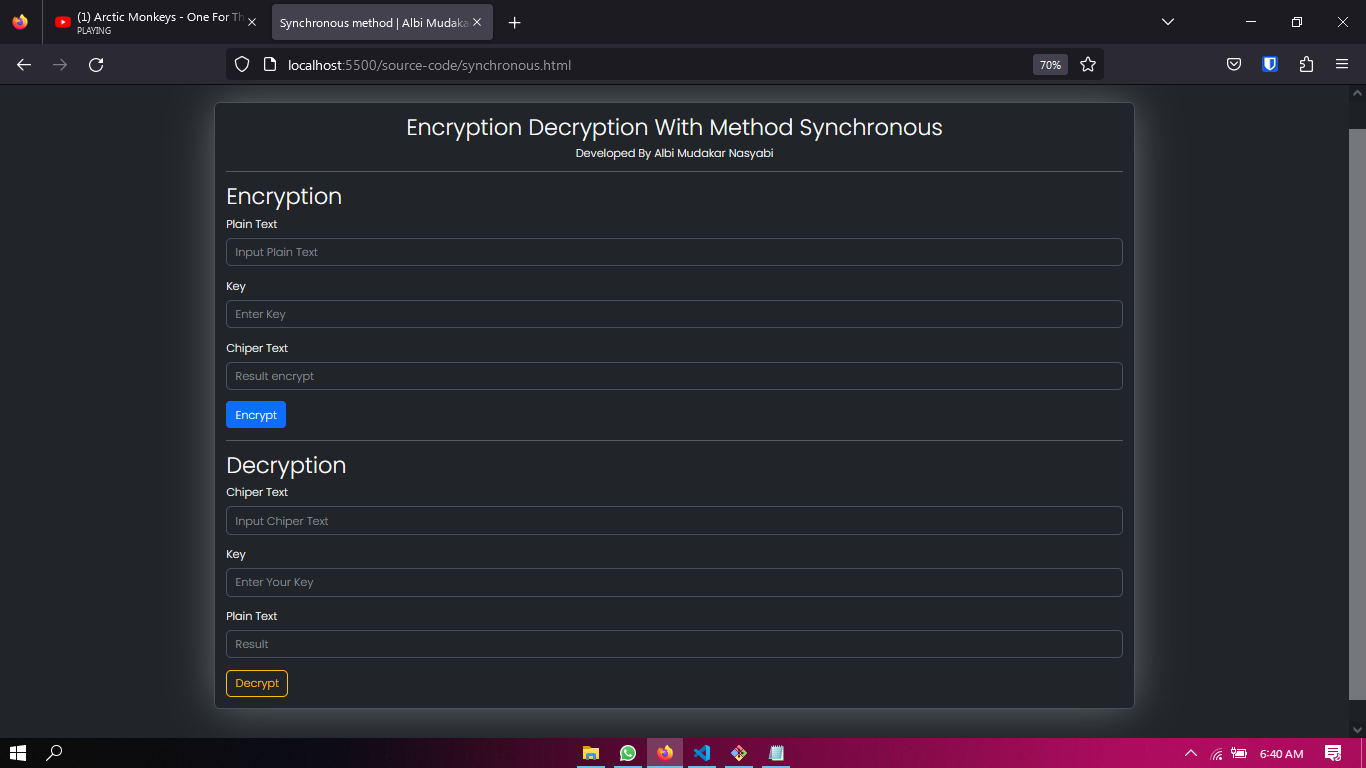 (1) Arctic Monkeys - One For Th
PLAYING
Synchronous method | Albi Mudaka
localhost:5500/source-code/synchronous.html
70%
Encryption Decryption With Method Synchronous
Developed By Albi Mudakar Nasyabi
Encryption
Plain Text
Input Plain Text
Key
Enter Key
Chiper Text
Result encrypt
Encrypt
Decryption
Chiper Text
Input Chiper Text
Key
Enter Your Key
Plain Text
Result
Decrypt
6:40 AM